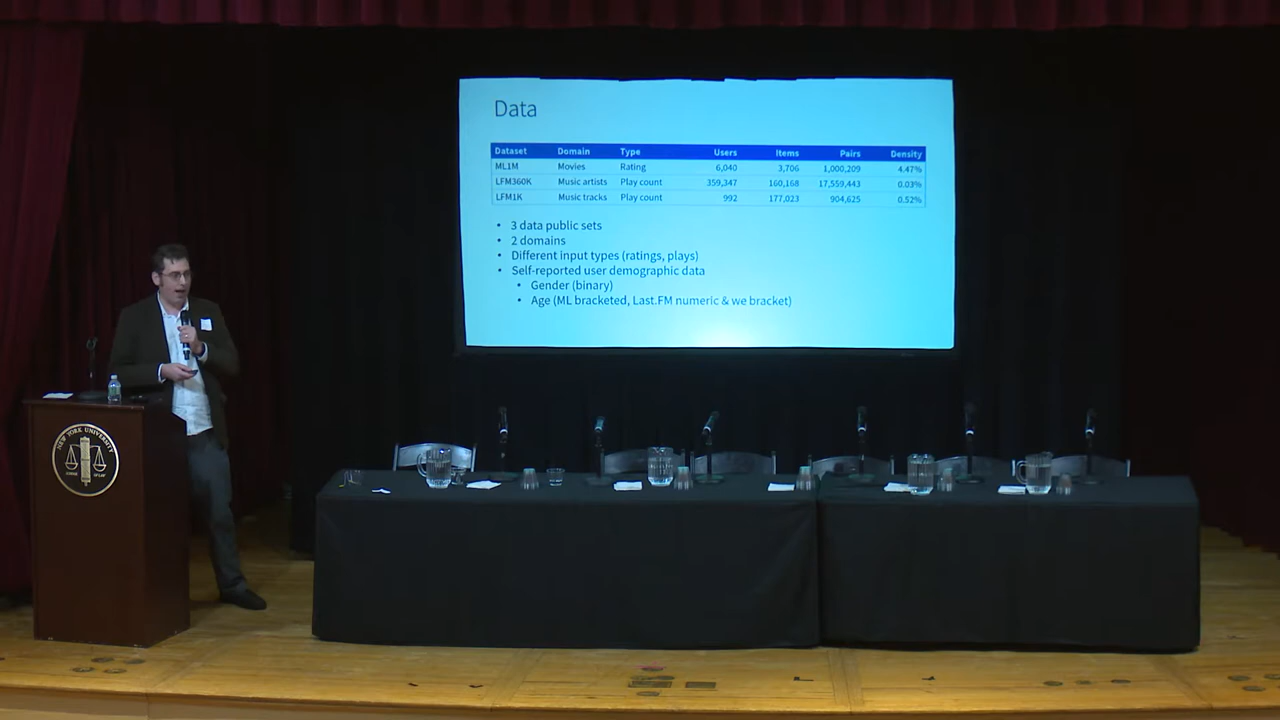 Data
Dataset Domain Type Users Items Pairs Density
ML1M Movies Rating 6,040 3,706 1,000,209 4.47%
LFM360K Music artists Play count 359,347 160,168 17,559,443 0.03%
LFM1K Music tracks Play count 992 177,023 904,625 0.52%
• 3 data public sets
• 2 domains
• Different input types (ratings, plays)
• Self-reported user demographic data
• Gender (binary)
• Age (ML bracketed, Last.FM numeric & we bracket)
NEW YORK UNIVERSITY